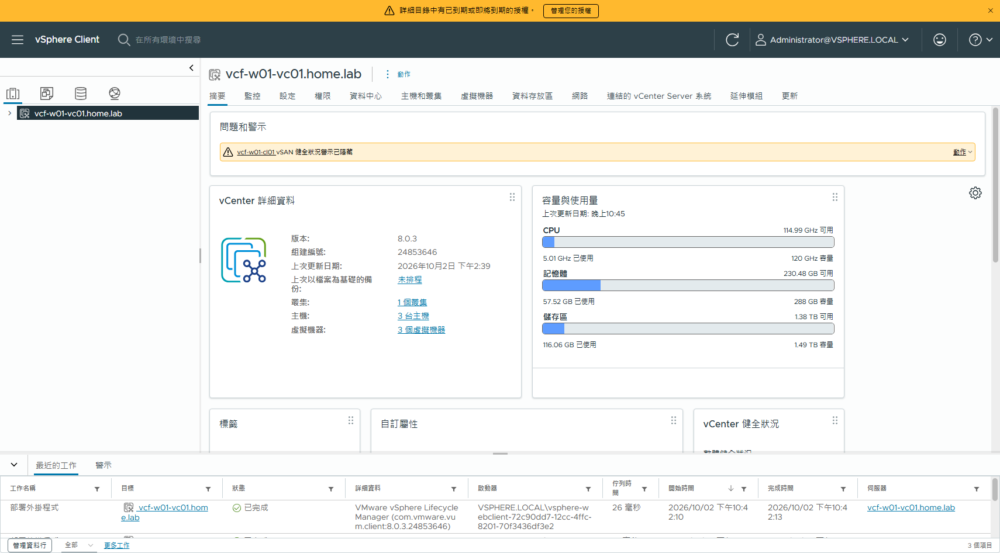 詳細目錄中有已到期或即將到期的授權。 管理您的授權
vSphere Client 在所有環境中搜尋 Administrator@VSPHERE.LOCAL
vcf-w01-vc01.home.lab
vcf-w01-vc01.home.lab 動作
摘要 監控 設定 權限 資料中心 主機和叢集 虛擬機器 資料存放區 網路 連結的 vCenter Server 系統 延伸模組 更新
問題和警示
vcf-w01-cl01 vSAN 健全狀況警示已隱藏 動作
vCenter 詳細資料
版本: 8.0.3
組建編號: 24853646
上次更新日期: 2026年10月2日 下午2:39
上次以檔案為基礎的備份: 未排程
叢集: 1 個叢集
主機: 3 台主機
虛擬機器: 3 個虛擬機器
容量與使用量
上次更新日期: 晚上10:45
CPU 114.99 GHz 可用
5.01 GHz 已使用 120 GHz 容量
記憶體 230.48 GB 可用
57.52 GB 已使用 288 GB 容量
儲存區 1.38 TB 可用
116.06 GB 已使用 1.49 TB 容量
標籤
自訂屬性
vCenter 健全狀況
整體健全狀況
最近的工作 警示
工作名稱 目標 狀態 詳細資料 啟動器 佇列時間 開始時間 完成時間 伺服器
部署外掛程式 vcf-w01-vc01.home.lab 已完成 VMware vSphere Lifecycle Manager (com.vmware.vum.client:8.0.3.24853646) VSPHERE.LOCAL\vsphere-webclient-72c90dd7-12cc-4ffc-8201-70f3436df3e2 26 毫秒 2026/10/02 下午10:42:10 2026/10/02 下午10:42:13 vcf-w01-vc01.home.lab
管理資料行 全部 更多工作 3 個項目